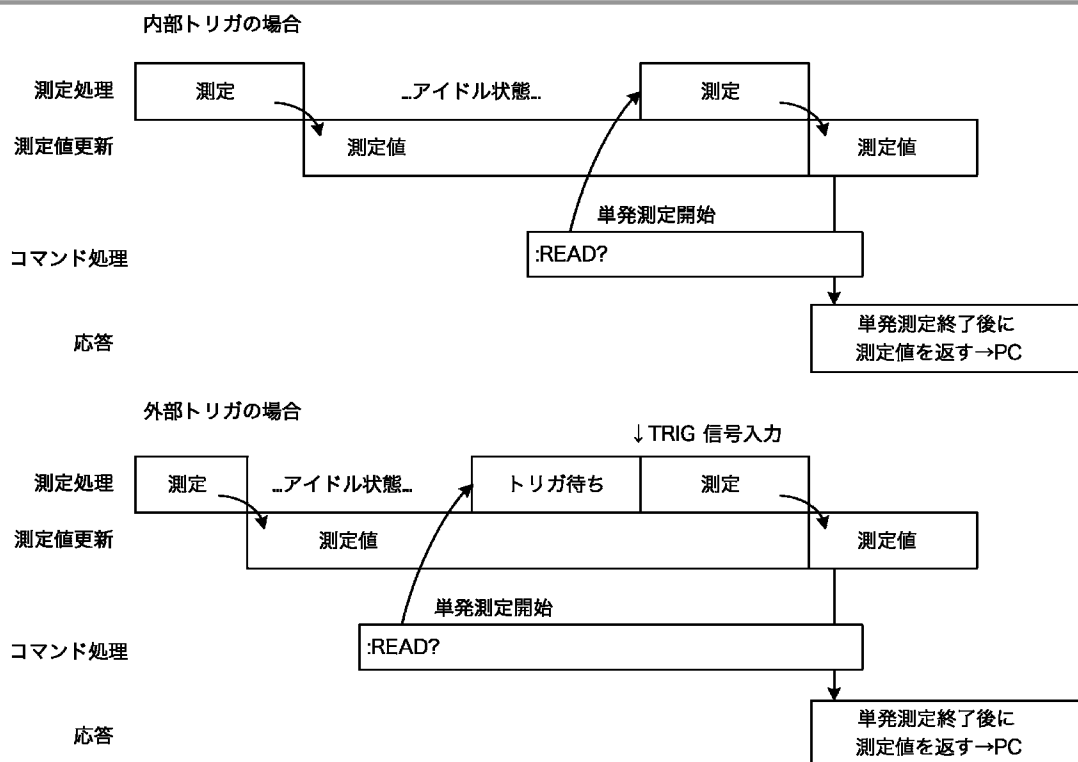 内部トリガの場合
測定処理
測定
...アイドル状態...
測定
測定値更新
測定値
測定値
単発測定開始
コマンド処理
:READ?
応答
単発測定終了後に
測定値を返す→PC
外部トリガの場合
↓TRIG 信号入力
測定処理
測定
...アイドル状態...
トリガ待ち
測定
測定値更新
測定値
測定値
単発測定開始
コマンド処理
:READ?
応答
単発測定終了後に
測定値を返す→PC